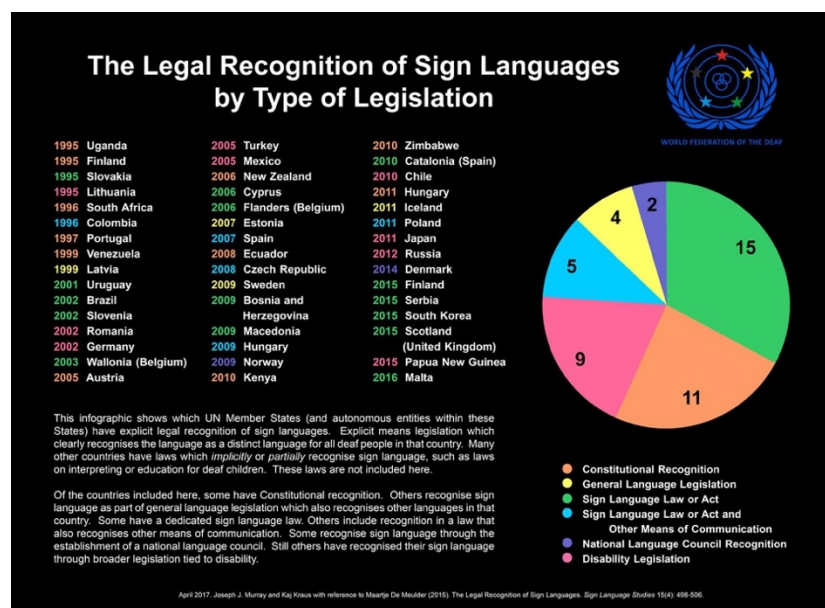 The Legal Recognition of Sign Languages
by Type of Legislation
WORLD FEDERATION OF THE DEAF
1995 Uganda
1995 Finland
1995 Slovakia
1995 Lithuania
1996 South Africa
1996 Colombia
1997 Portugal
1999 Venezuela
1999 Latvia
2001 Uruguay
2002 Brazil
2002 Slovenia
2002 Romania
2002 Germany
2003 Wallonia (Belgium)
2005 Austria
2005 Turkey
2005 Mexico
2006 New Zealand
2006 Cyprus
2006 Flanders (Belgium)
2007 Estonia
2007 Spain
2008 Ecuador
2008 Czech Republic
2009 Sweden
2009 Bosnia and
Herzegovina
2009 Macedonia
2009 Hungary
2009 Norway
2010 Kenya
2010 Zimbabwe
2010 Catalonia (Spain)
2010 Chile
2011 Hungary
2011 Iceland
2011 Poland
2011 Japan
2012 Russia
2014 Denmark
2015 Finland
2015 Serbia
2015 South Korea
2015 Scotland
(United Kingdom)
2015 Papua New Guinea
2016 Malta
2
4
15
5
9
11
This infographic shows which UN Member States (and autonomous entities within these
States) have explicit legal recognition of sign languages. Explicit means legislation which
clearly recognises the language as a distinct language for all deaf people in that country. Many
other countries have laws which implicitly or partially recognise sign language, such as laws
on interpreting or education for deaf children. These laws are not included here.
Of the countries included here, some have Constitutional recognition. Others recognise sign
language as part of general language legislation which also recognises other languages in that
country. Some have a dedicated sign language law. Others include recognition in a law that
also recognises other means of communication. Some recognise sign language through the
establishment of a national language council. Still others have recognised their sign language
through broader legislation tied to disability.
Constitutional Recognition
General Language Legislation
Sign Language Law or Act
Sign Language Law or Act and
Other Means of Communication
National Language Council Recognition
Disability Legislation
April 2017. Joseph J. Murray and Kaj Kraus with reference to Maartje De Meulder (2015). The Legal Recognition of Sign Languages. Sign Language Studies 15(4): 498-506.